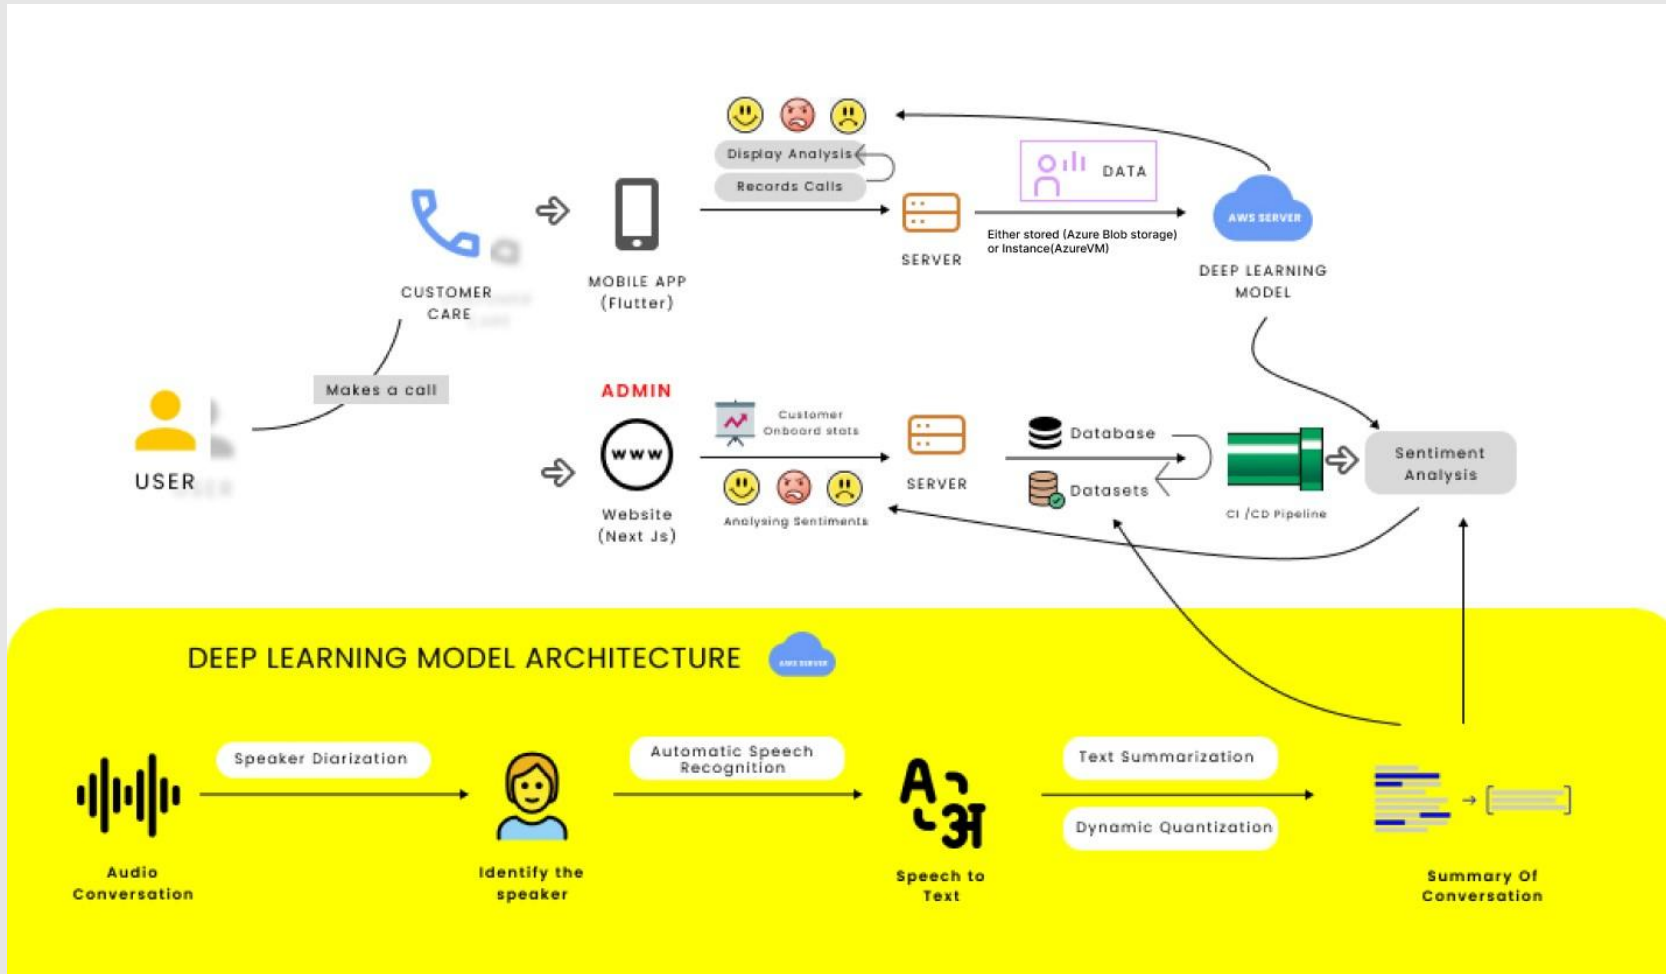 Display Analysis
Records Calls
DATA
AWS SERVER
Either stored (Azure Blob storage)
or Instance(AzureVM)
SERVER
DEEP LEARNING
MODEL
CUSTOMER
CARE
MOBILE APP
(Flutter)
Makes a call
USER
ADMIN
www
Website
(Next Js)
Customer
Onboard stats
Analysing Sentiments
SERVER
Database
Datasets
CI /CD Pipeline
Sentiment
Analysis
DEEP LEARNING MODEL ARCHITECTURE
AWS SERVER
Speaker Diarization
Automatic Speech
Recognition
Text Summarization
Dynamic Quantization
A
अ
Audio
Conversation
Identify the
speaker
Speech to
Text
Summary Of
Conversation